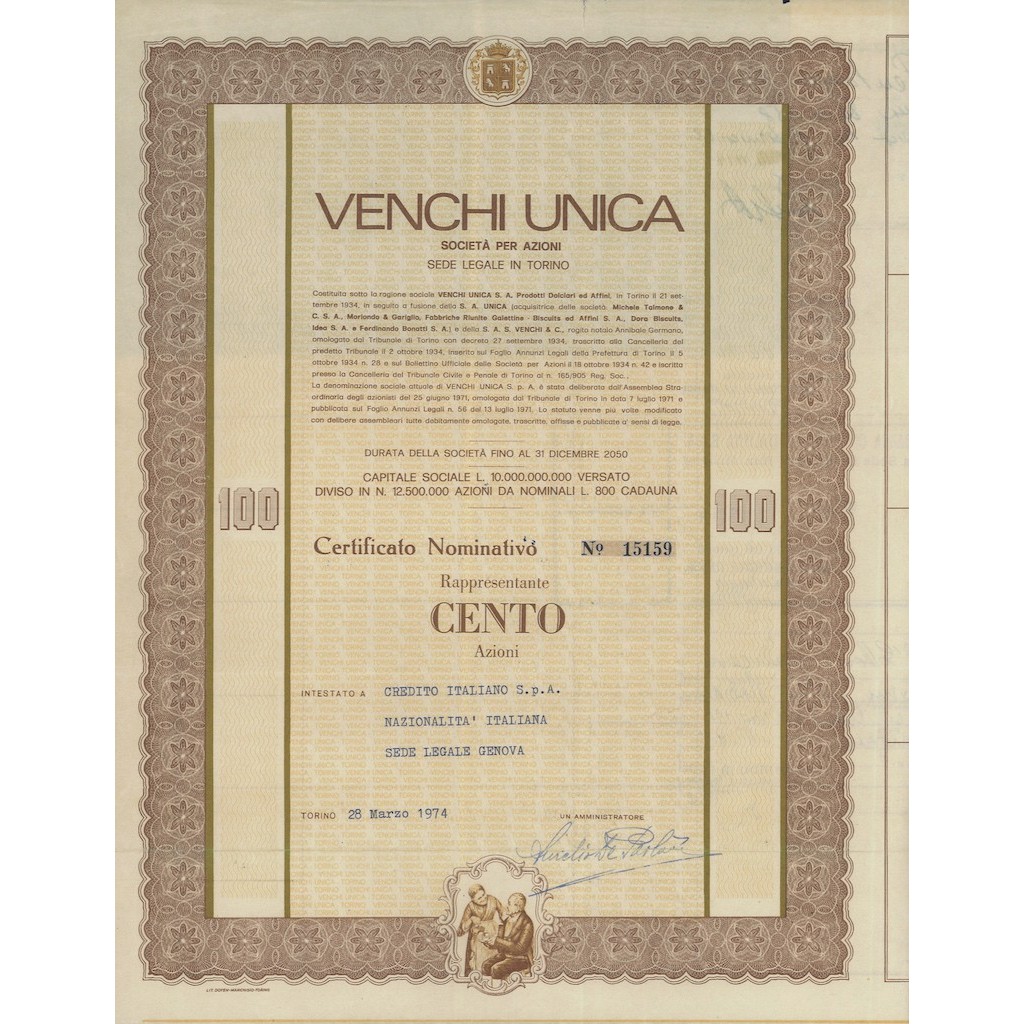 VENCHI UNICA
SOCIETÀ PER AZIONI
SEDE LEGALE IN TORINO
Costituita sotto la ragione sociale VENCHI UNICA S. A. Prodotti Dolciari ed Affini, in Torino il 21 set-
tembre 1934, in seguito a fusione della S. A. UNICA (acquisitrice delle società: Michele Talmone &
C. S. A., Moriondo & Gariglio, Fabbriche Riunite Galettine - Biscuits ed Affini S. A., Dora Biscuits,
Idea S. A. e Ferdinando Bonatti S. A.) e della S. A. S. VENCHI & C., rogito notaio Annibale Germano,
omologato dal Tribunale di Torino con decreto 27 settembre 1934, trascritto alla Cancelleria del
predetto Tribunale il 2 ottobre 1934, inserito sul Foglio Annunzi Legali della Prefettura di Torino il 5
ottobre 1934 n. 28 e sul Bollettino Ufficiale delle Società per Azioni il 18 ottobre 1934 n. 42 e iscritta
presso la Cancelleria del Tribunale Civile e Penale di Torino al n. 165/905 Reg. Soc..
La denominazione sociale attuale di VENCHI UNICA S. p. A. è stata deliberata dall'Assemblea Stra-
ordinaria degli azionisti del 25 giugno 1971, omologata dal Tribunale di Torino in data 7 luglio 1971 e
pubblicata sul Foglio Annunzi Legali n. 56 del 13 luglio 1971. Lo statuto venne più volte modificato
con delibere assembleari tutte debitamente omologate, trascritte, affisse e pubblicate a' sensi di legge.
DURATA DELLA SOCIETÀ FINO AL 31 DICEMBRE 2050
CAPITALE SOCIALE L. 10.000.000.000 VERSATO
DIVISO IN N. 12.500.000 AZIONI DA NOMINALI L. 800 CADAUNA
100
100
Certificato Nominativo Nº 15159
Rappresentante
CENTO
Azioni
INTESTATO A CREDITO ITALIANO S.p.A.
NAZIONALITA' ITALIANA
SEDE LEGALE GENOVA
TORINO 28 Marzo 1974
UN AMMINISTRATORE